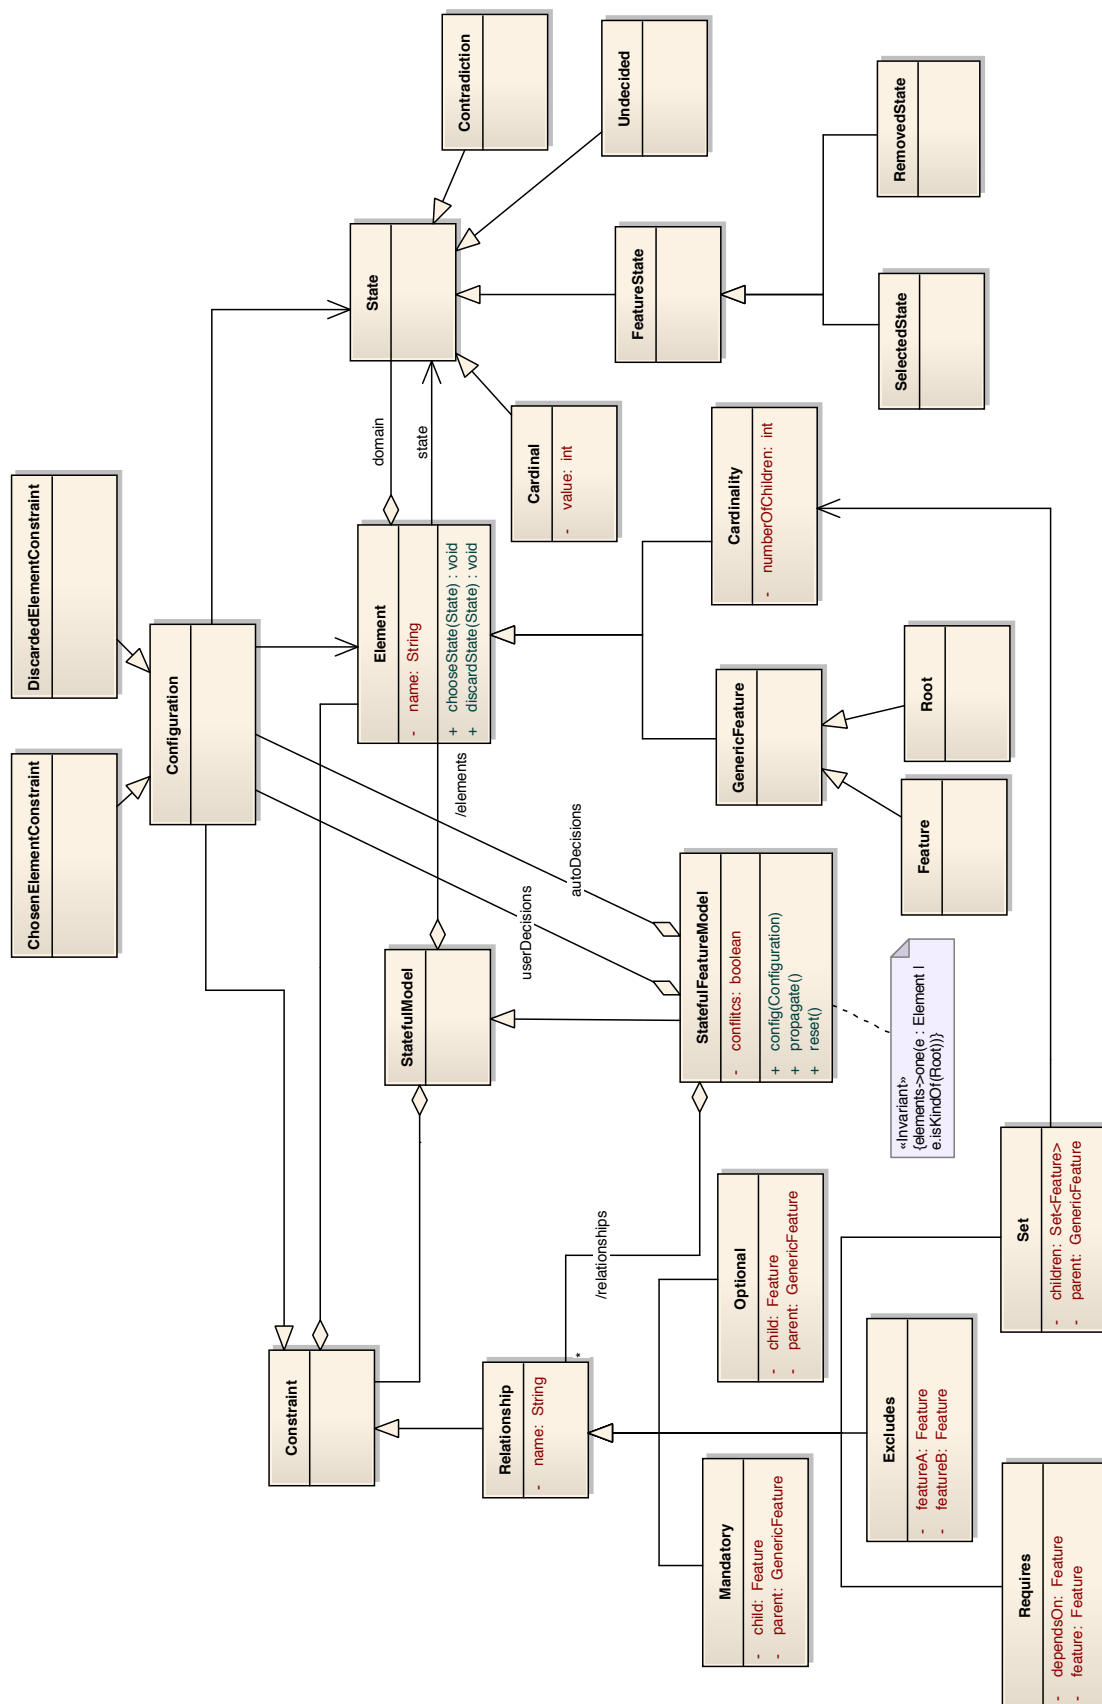 ChosenElementConstraint
DiscardedElementConstraint
Configuration
Constraint
StatefulModel
Element
- name: String
+ chooseState(State) : void
+ discardState(State) : void
State
Contradiction
domain
state
/elements
userDecisions
autoDecisions
Relationship
- name: String
*
/relationships
StatefulFeatureModel
- conflitcs: boolean
+ config(Configuration)
+ propagate()
+ reset()
Cardinal
- value: int
FeatureState
Undecided
Mandatory
- child: Feature
- parent: GenericFeature
Optional
- child: Feature
- parent: GenericFeature
GenericFeature
Cardinality
- numberOfChildren: int
«Invariant»
{elements->one(e : Element |
e.isKindOf(Root))}
Feature
Root
SelectedState
RemovedState
Excludes
- featureA: Feature
- featureB: Feature
Requires
- dependsOn: Feature
- feature: Feature
Set
- children: Set<Feature>
- parent: GenericFeature